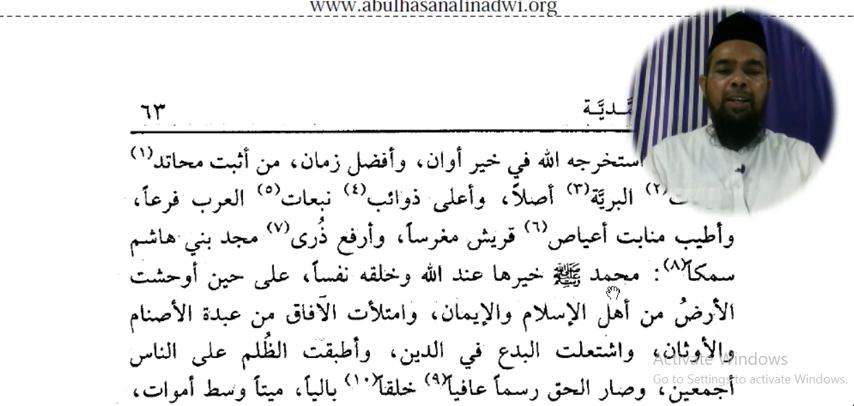 www.abulhasanalinadwi.org
ـمَّـديَّـة ٦٣
استخرجه الله في خير أوان، وأفضل زمان، من أثبت محاتد(١)
(٢) البريَّة(٣) أصلاً، وأعلى ذوائب(٤) نبعات(٥) العرب فرعاً،
وأطيب منابت أعياص(٦) قريش مغرساً، وأرفع ذُرى(٧) مجد بني هاشم
سمكاً(٨): محمد ﷺ خيرها عند الله وخلقه نفساً، على حين أوحشت
الأرضُ من أهل الإسلام والإيمان، وامتلأت الآفاق من عبدة الأصنام
والأوثان، واشتعلت البدع في الدين، وأطبقت الظُلم على الناس
أجمعين، وصار الحق رسماً عافياً(٩) خلقاً(١٠) بالياً، ميتاً وسط أموات،
Activate Windows
Go to Settings to activate Windows.